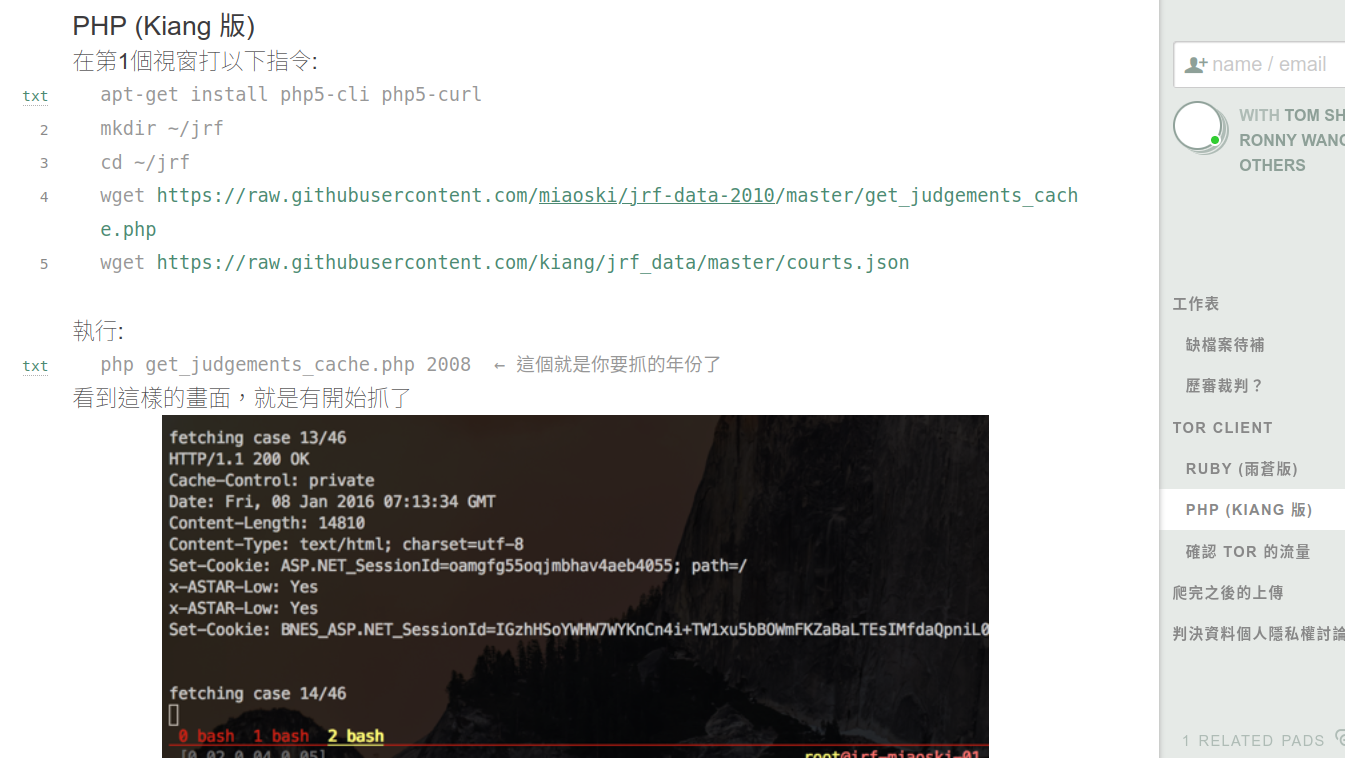 PHP (Kiang 版)
在第1個視窗打以下指令:
txt apt-get install php5-cli php5-curl
2 mkdir ~/jrf
3 cd ~/jrf
4 wget https://raw.githubusercontent.com/miaoski/jrf-data-2010/master/get_judgements_cach
e.php
5 wget https://raw.githubusercontent.com/kiang/jrf_data/master/courts.json
執行:
txt php get_judgements_cache.php 2008 ← 這個就是你要抓的年份了
看到這樣的畫面，就是有開始抓了
fetching case 13/46
HTTP/1.1 200 OK
Cache-Control: private
Date: Fri, 08 Jan 2016 07:13:34 GMT
Content-Length: 14810
Content-Type: text/html; charset=utf-8
Set-Cookie: ASP.NET_SessionId=oamgfg55oqjmbhav4aeb4055; path=/
x-ASTAR-Low: Yes
x-ASTAR-Low: Yes
Set-Cookie: BNES_ASP.NET_SessionId=IGzhHSoYWHW7WYKnCn4i+TW1xu5bBOWmFKZaBaLTEsIMfdaQpniL0
fetching case 14/46
0 bash 1 bash 2 bash
[0.02 0.04 0.05] root@jrf-miaoski-01
name / email
WITH TOM SH
RONNY WANG
OTHERS
工作表
缺檔案待補
歷審裁判？
TOR CLIENT
RUBY (雨蒼版)
PHP (KIANG 版)
確認 TOR 的流量
爬完之後的上傳
判決資料個人隱私權討論
1 RELATED PADS